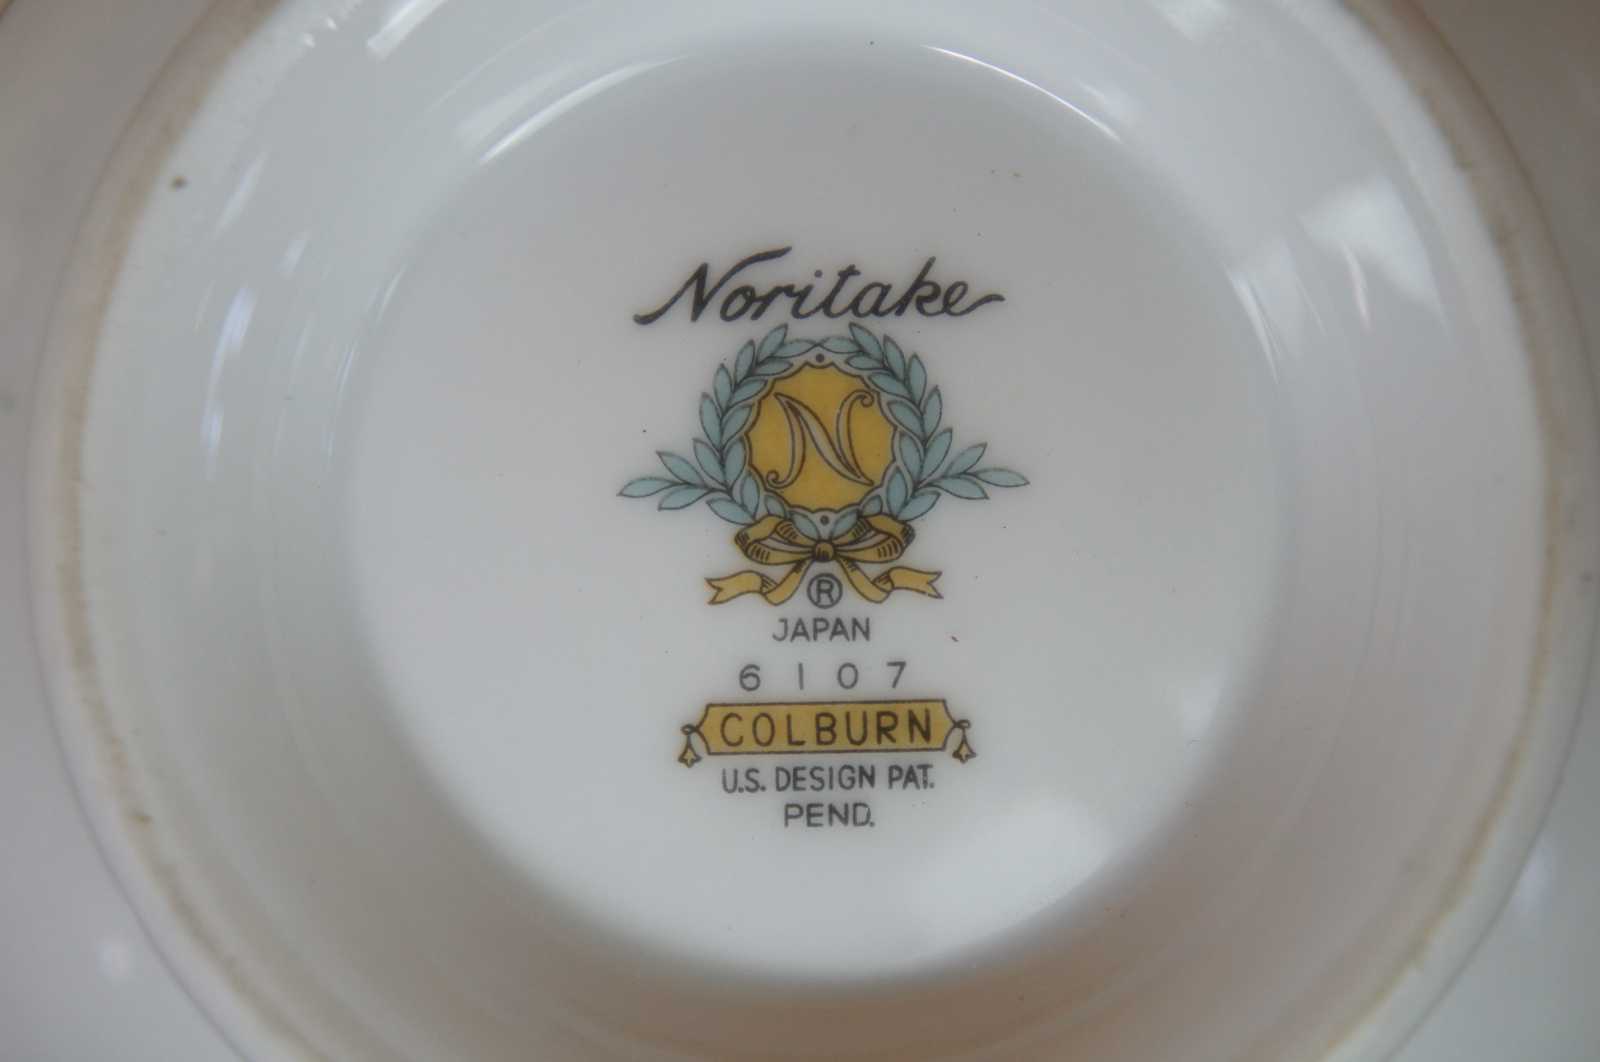 Noritake
N
®
JAPAN
6107
COLBURN
U.S. DESIGN PAT.
PEND.